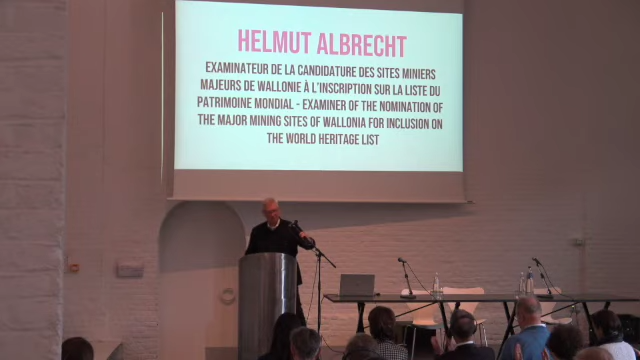 HELMUT ALBRECHT
EXAMINATEUR DE LA CANDIDATURE DES SITES MINIERS
MAJEURS DE WALLONIE À L'INSCRIPTION SUR LA LISTE DU
PATRIMOINE MONDIAL - EXAMINER OF THE NOMINATION OF
THE MAJOR MINING SITES OF WALLONIA FOR INCLUSION ON
THE WORLD HERITAGE LIST